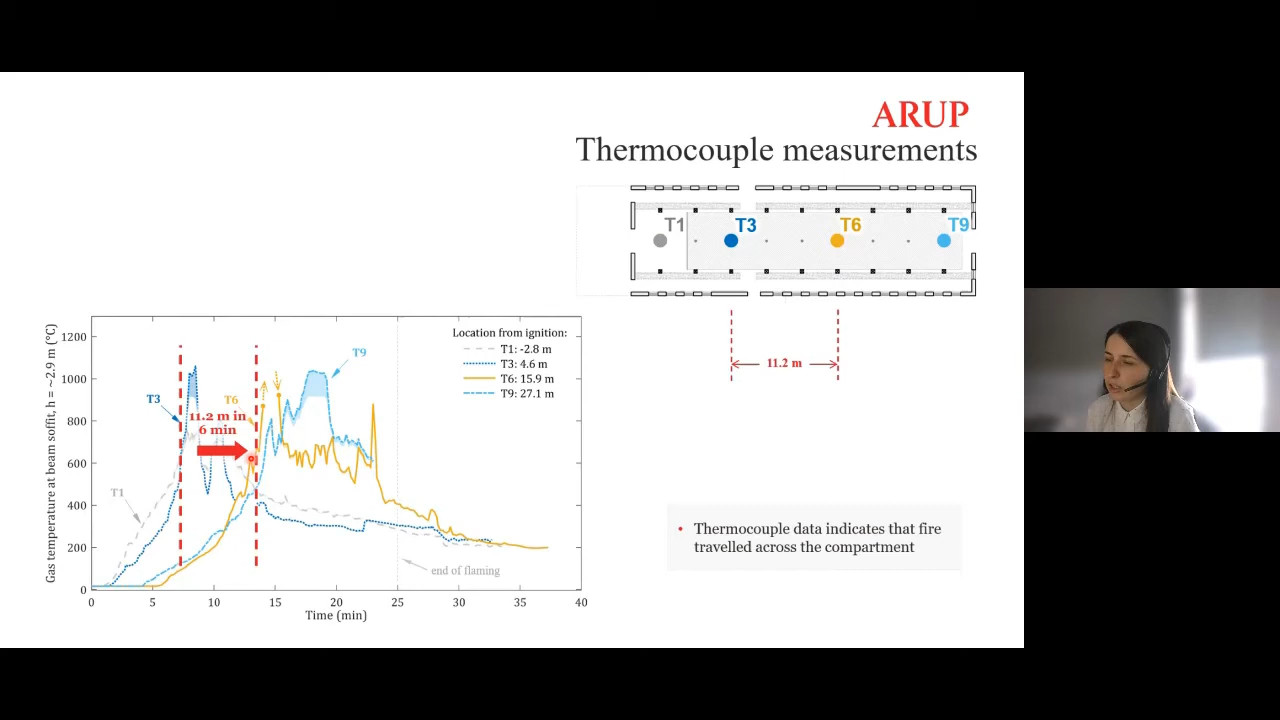 ARUP
Thermocouple measurements
T1
T3
T6
T9
11.2 m
Gas temperature at beam soffit, h = ~2.9 m (°C)
1200
1000
800
600
400
200
0
Location from ignition:
T1: -2.8 m
T3: 4.6 m
T6: 15.9 m
T9: 27.1 m
T9
T3
T6
11.2 m in
6 min
T1
end of flaming
0
5
10
15
20
25
30
35
40
Time (min)
• Thermocouple data indicates that fire
travelled across the compartment